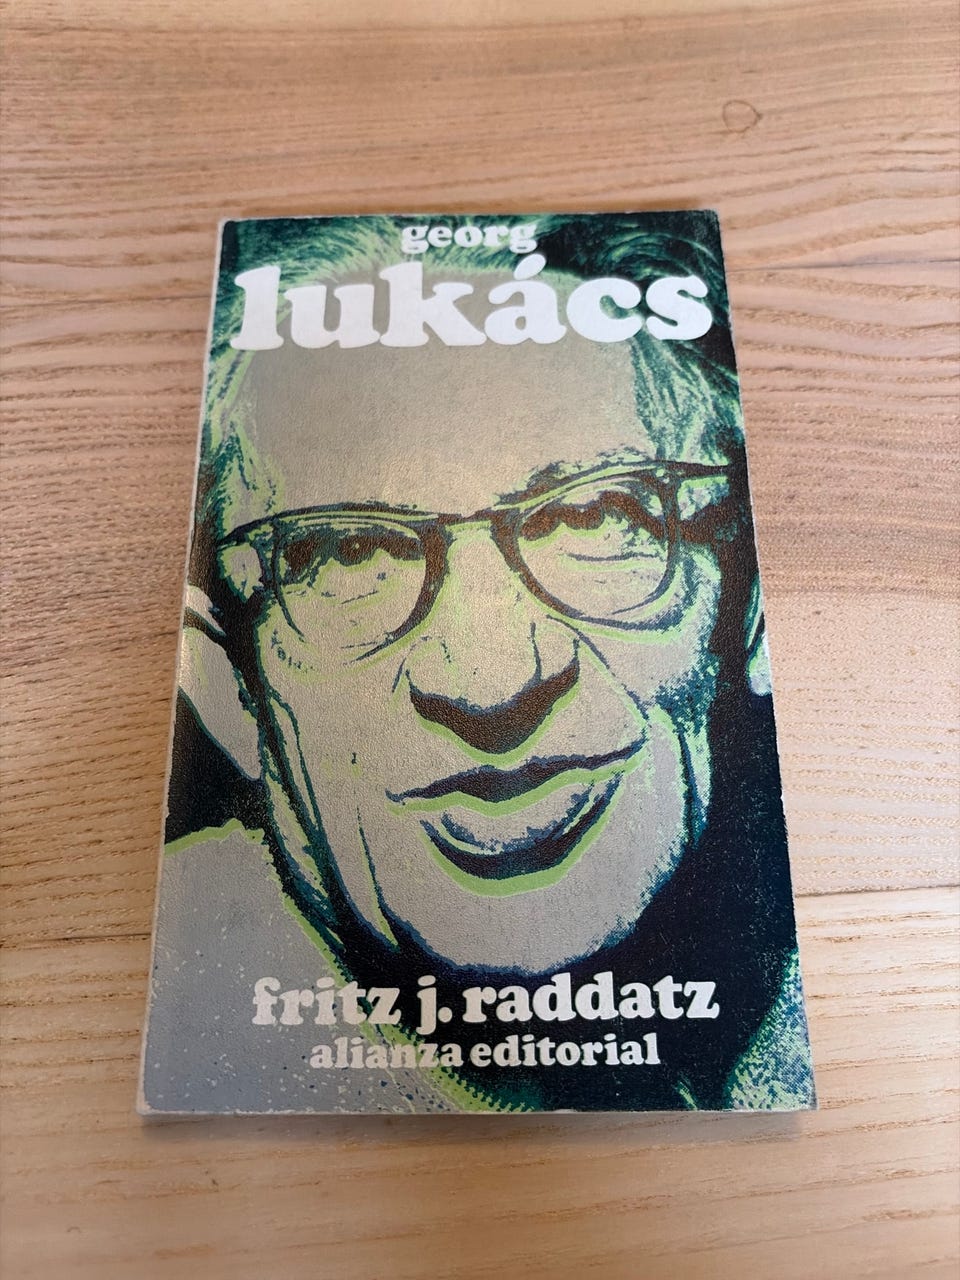 georg
lukács
fritz j. raddatz
alianza editorial